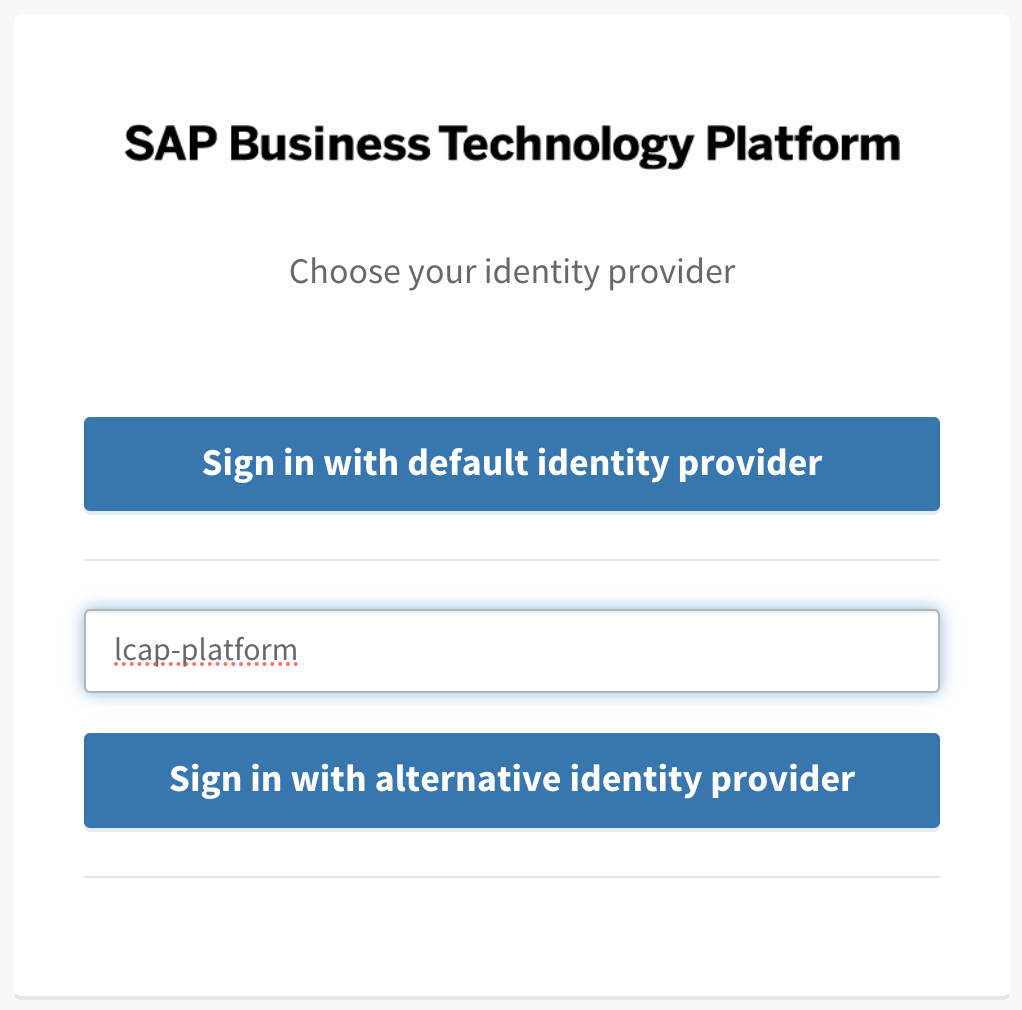 SAP Business Technology Platform
Choose your identity provider
Sign in with default identity provider
lcap-platform
Sign in with alternative identity provider